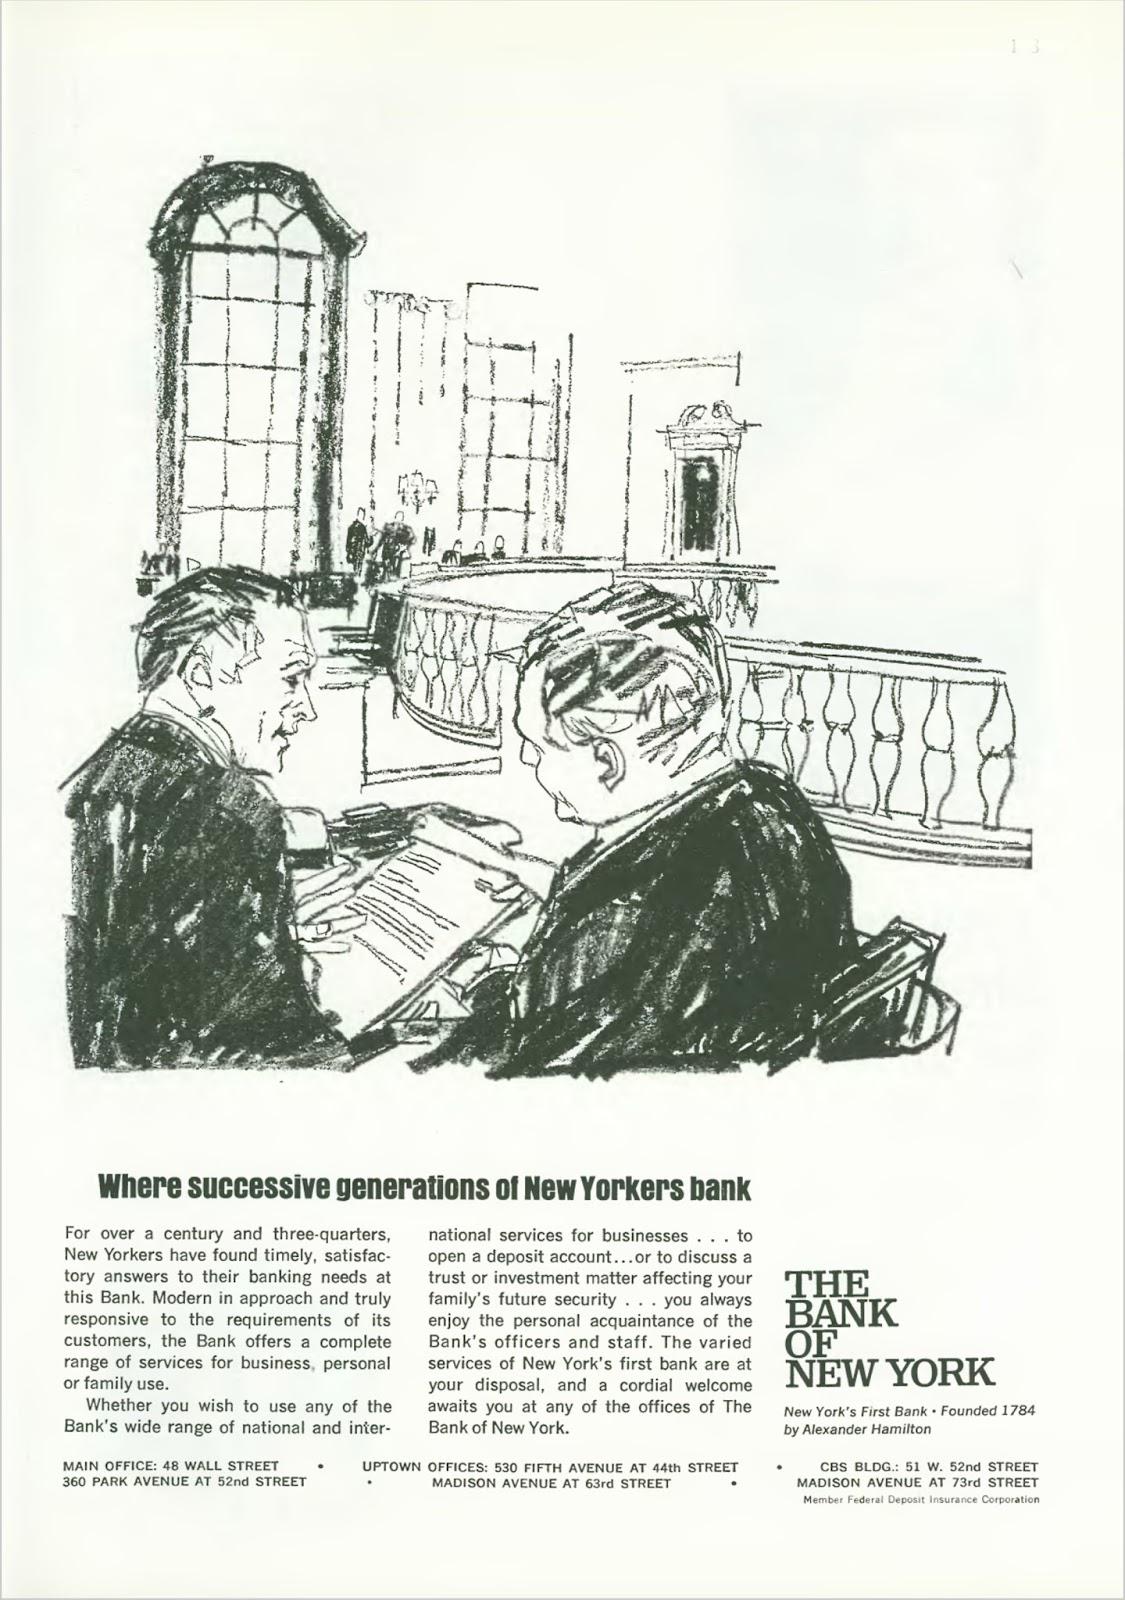 1 3
Where successive generations of New Yorkers bank
For over a century and three-quarters,
New Yorkers have found timely, satisfac-
tory answers to their banking needs at
this Bank. Modern in approach and truly
responsive to the requirements of its
customers, the Bank offers a complete
range of services for business, personal
or family use.
Whether you wish to use any of the
Bank's wide range of national and inter-
national services for businesses . . . to
open a deposit account...or to discuss a
trust or investment matter affecting your
family's future security . . . you always
enjoy the personal acquaintance of the
Bank's officers and staff. The varied
services of New York's first bank are at
your disposal, and a cordial welcome
awaits you at any of the offices of The
Bank of New York.
THE
BANK
OF
NEW YORK
New York's First Bank • Founded 1784
by Alexander Hamilton
MAIN OFFICE: 48 WALL STREET • UPTOWN OFFICES: 530 FIFTH AVENUE AT 44th STREET • CBS BLDG.: 51 W. 52nd STREET
360 PARK AVENUE AT 52nd STREET • MADISON AVENUE AT 63rd STREET • MADISON AVENUE AT 73rd STREET
Member Federal Deposit Insurance Corporation